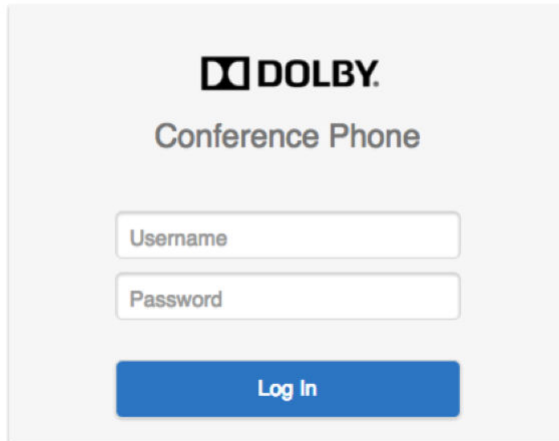 DOLBY.
Conference Phone
Username
Password
Log In